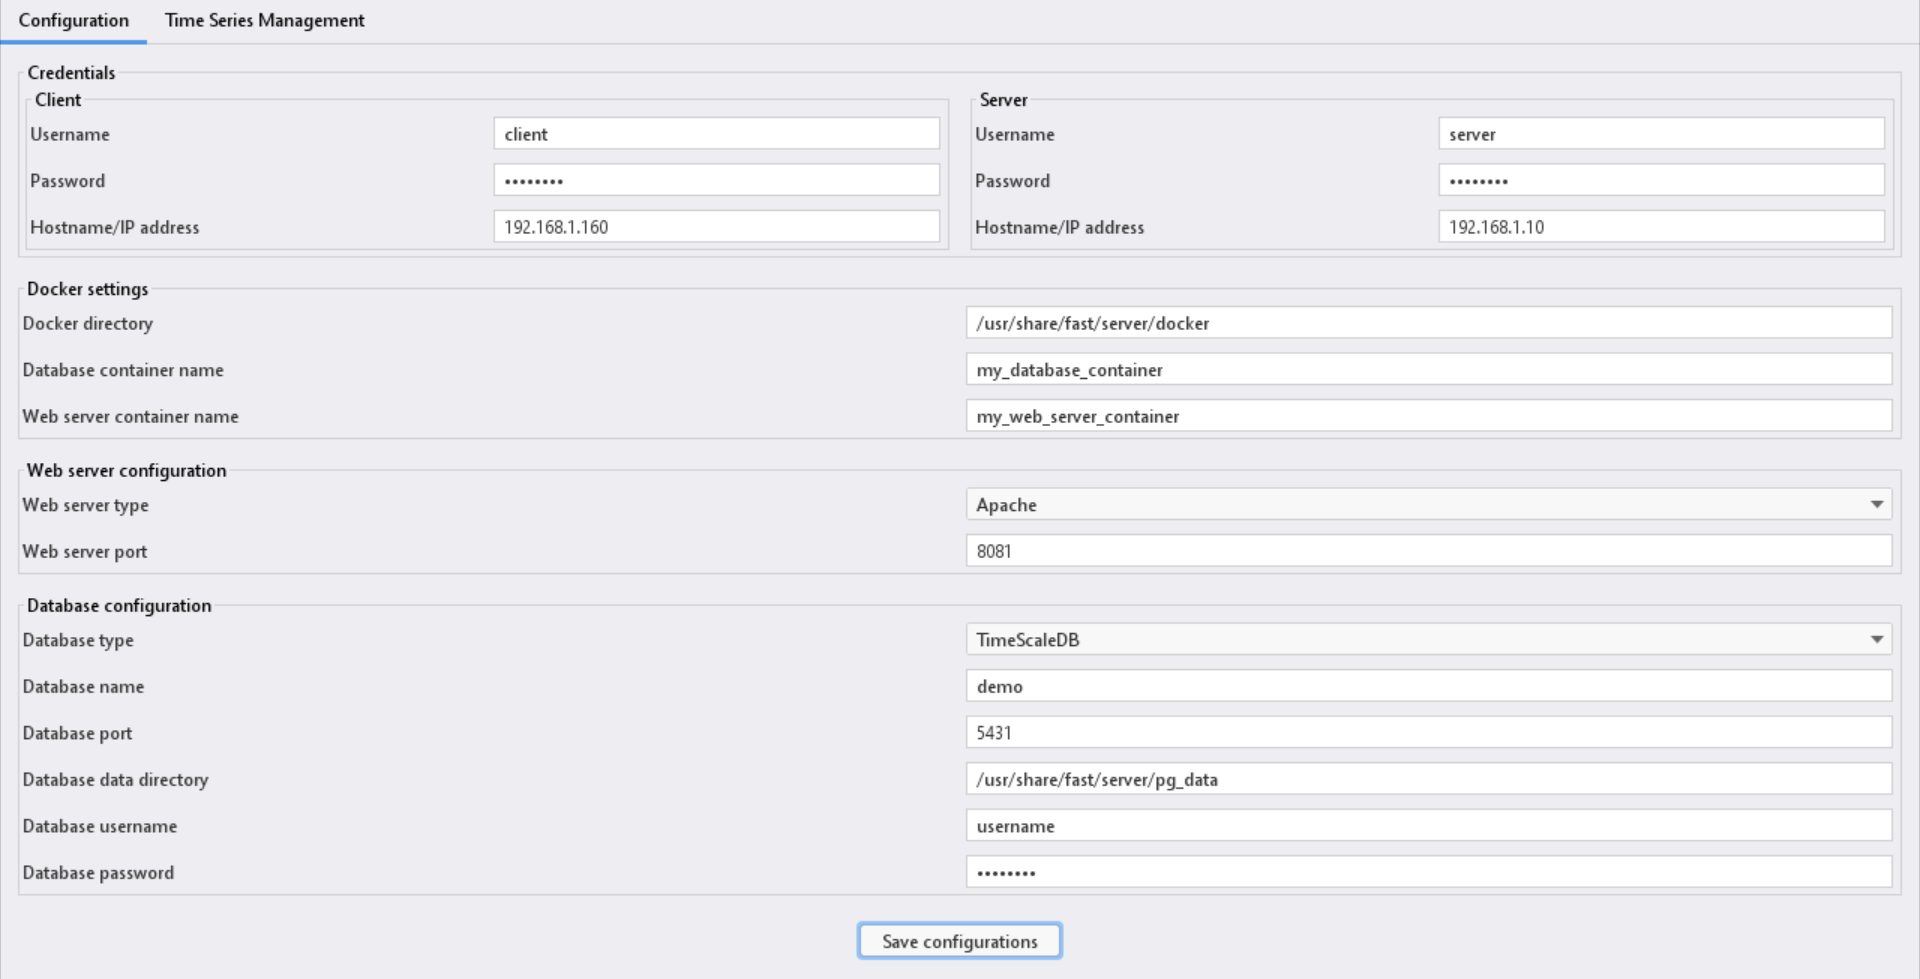 Configuration Time Series Management
Credentials
Client
Username client
Password ••••••••
Hostname/IP address 192.168.1.160
Server
Username server
Password ••••••••
Hostname/IP address 192.168.1.10
Docker settings
Docker directory /usr/share/fast/server/docker
Database container name my_database_container
Web server container name my_web_server_container
Web server configuration
Web server type Apache
Web server port 8081
Database configuration
Database type TimeScaleDB
Database name demo
Database port 5431
Database data directory /usr/share/fast/server/pg_data
Database username username
Database password ••••••••
Save configurations